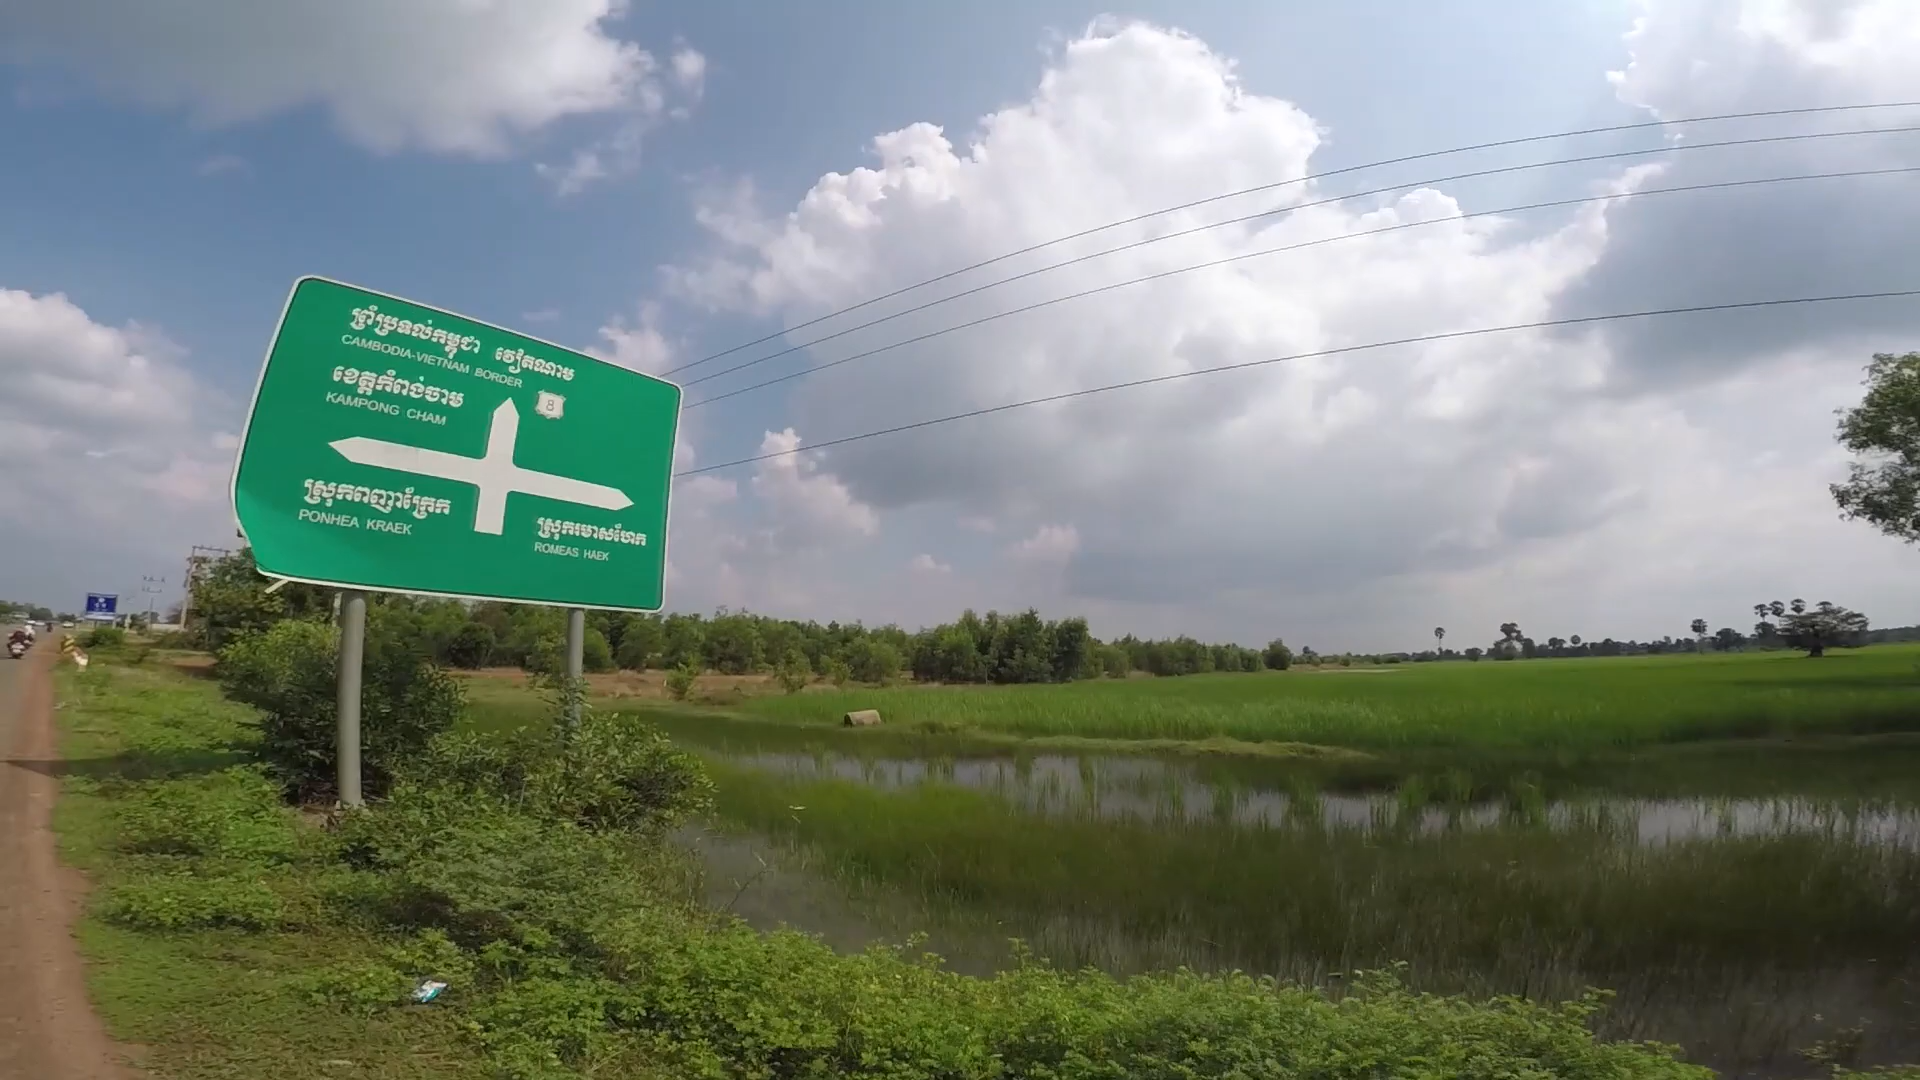 ព្រំប្រទល់កម្ពុជា វៀតណាម
CAMBODIA-VIETNAM BORDER
ខេត្តកំពង់ចាម
KAMPONG CHAM
8
ស្រុកពញាក្រែក
PONHEA KRAEK
ស្រុករមាសហែក
ROMEAS HAEK